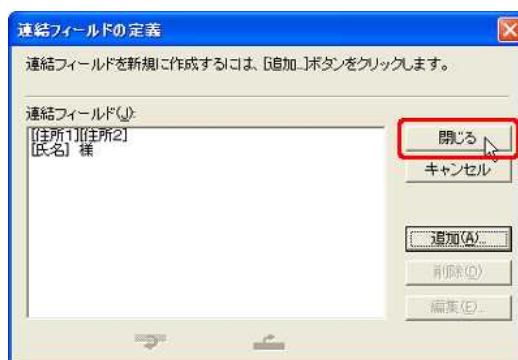 連結フィールドの定義
連結フィールドを新規に作成するには、[追加...]ボタンをクリックします。
連結フィールド(J):
[住所1][住所2]
[氏名] 様
閉じる
キャンセル
追加(A)...
削除(D)
編集(E)...